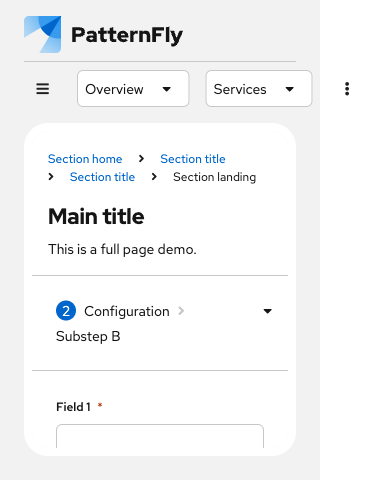 PatternFly
Overview Services
Section home Section title
Section title Section landing
Main title
This is a full page demo.
2 Configuration
Substep B
Field 1 *